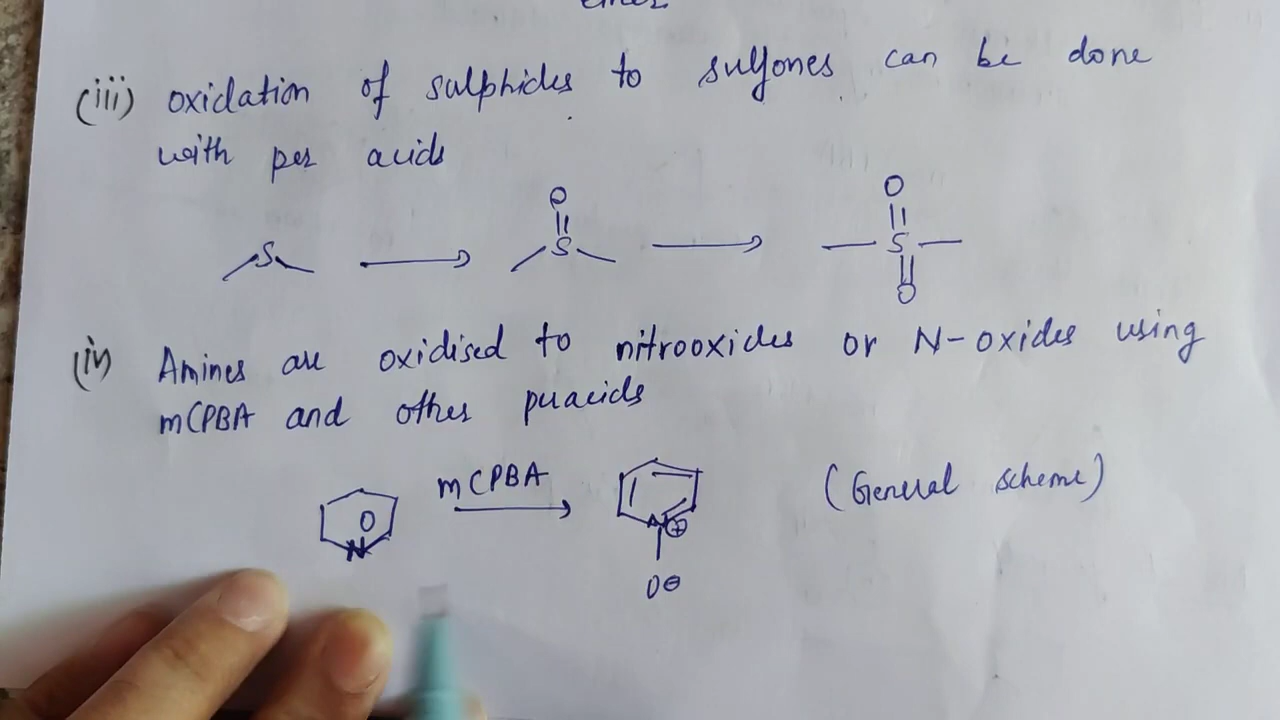 (iii) oxidation of sulphides to sulfones can be done
with per acids
S
O
S
O
S
O
(iv) Amines are oxidised to nitrooxides or N-oxides using
mCPBA and other peracids
mCPBA
(General scheme)
N
N⊕
O⊖